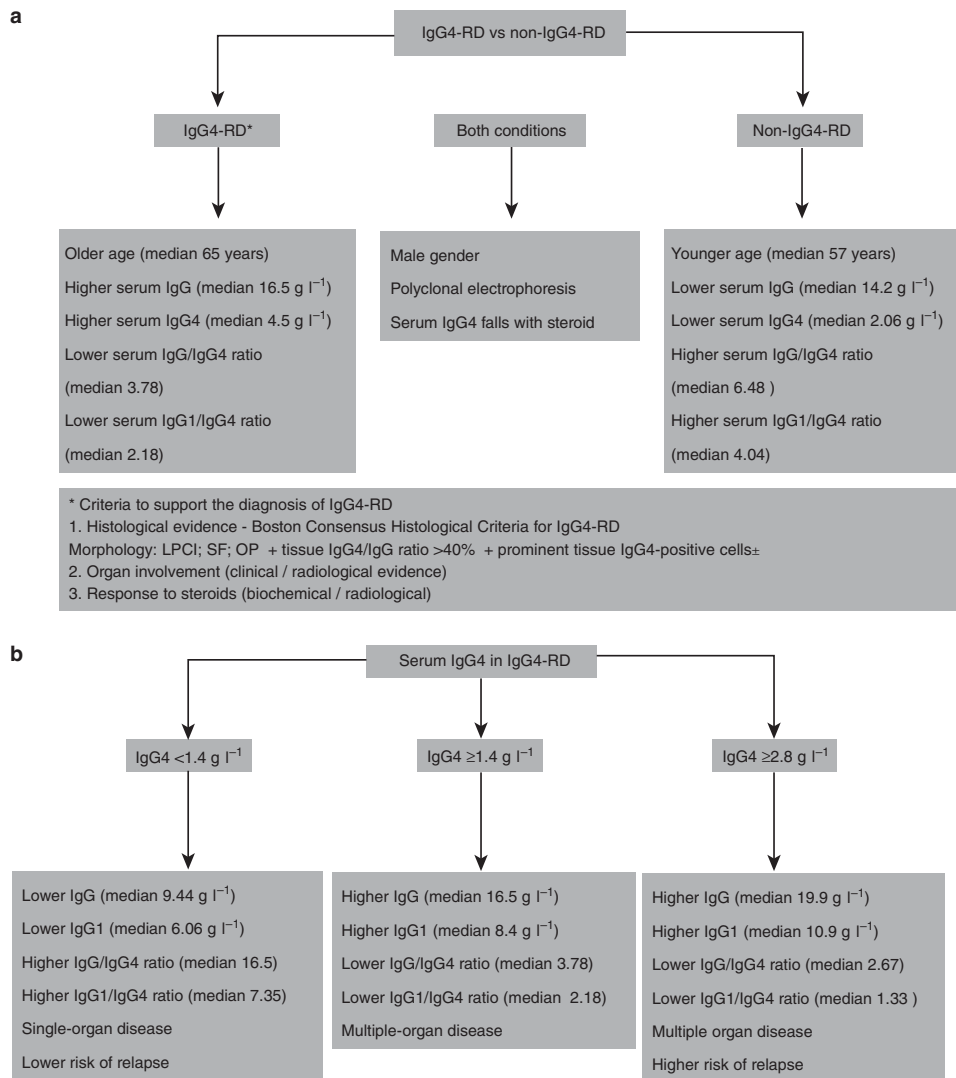 a
IgG4-RD vs non-IgG4-RD
IgG4-RD*
Both conditions
Non-IgG4-RD
Older age (median 65 years)
Higher serum IgG (median 16.5 g l⁻¹)
Higher serum IgG4 (median 4.5 g l⁻¹)
Lower serum IgG/IgG4 ratio
(median 3.78)
Lower serum IgG1/IgG4 ratio
(median 2.18)
Male gender
Polyclonal electrophoresis
Serum IgG4 falls with steroid
Younger age (median 57 years)
Lower serum IgG (median 14.2 g l⁻¹)
Lower serum IgG4 (median 2.06 g l⁻¹)
Higher serum IgG/IgG4 ratio
(median 6.48 )
Higher serum IgG1/IgG4 ratio
(median 4.04)
* Criteria to support the diagnosis of IgG4-RD
1. Histological evidence - Boston Consensus Histological Criteria for IgG4-RD
Morphology: LPCI; SF; OP + tissue IgG4/IgG ratio >40% + prominent tissue IgG4-positive cells±
2. Organ involvement (clinical / radiological evidence)
3. Response to steroids (biochemical / radiological)
b
Serum IgG4 in IgG4-RD
IgG4 <1.4 g l⁻¹
IgG4 ≥1.4 g l⁻¹
IgG4 ≥2.8 g l⁻¹
Lower IgG (median 9.44 g l⁻¹)
Lower IgG1 (median 6.06 g l⁻¹)
Higher IgG/IgG4 ratio (median 16.5)
Higher IgG1/IgG4 ratio (median 7.35)
Single-organ disease
Lower risk of relapse
Higher IgG (median 16.5 g l⁻¹)
Higher IgG1 (median 8.4 g l⁻¹)
Lower IgG/IgG4 ratio (median 3.78)
Lower IgG1/IgG4 ratio (median 2.18)
Multiple-organ disease
Higher IgG (median 19.9 g l⁻¹)
Higher IgG1 (median 10.9 g l⁻¹)
Lower IgG/IgG4 ratio (median 2.67)
Lower IgG1/IgG4 ratio (median 1.33 )
Multiple organ disease
Higher risk of relapse